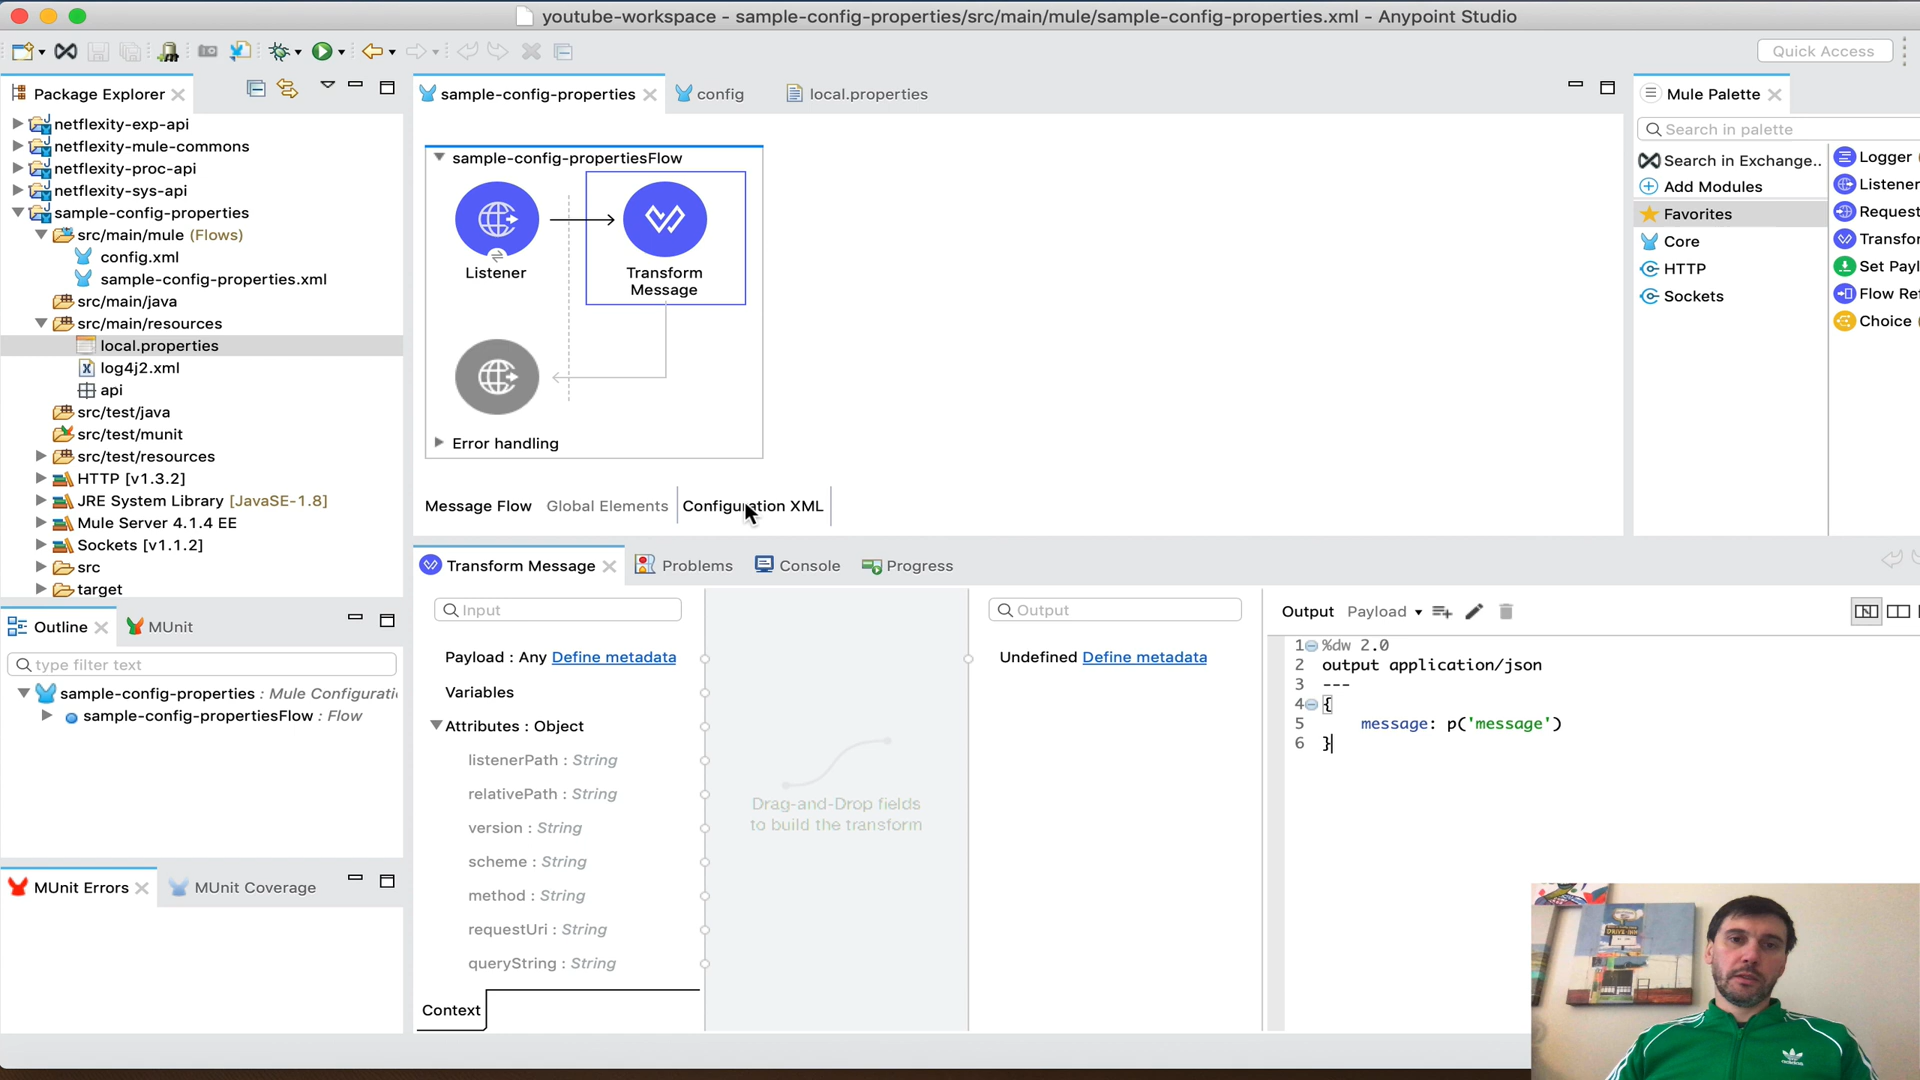 youtube-workspace - sample-config-properties/src/main/mule/sample-config-properties.xml - Anypoint Studio
Quick Access
Package Explorer
netflexity-exp-api
netflexity-mule-commons
netflexity-proc-api
netflexity-sys-api
sample-config-properties
src/main/mule (Flows)
config.xml
sample-config-properties.xml
src/main/java
src/main/resources
local.properties
log4j2.xml
api
src/test/java
src/test/munit
src/test/resources
HTTP [v1.3.2]
JRE System Library [JavaSE-1.8]
Mule Server 4.1.4 EE
Sockets [v1.1.2]
src
target
Outline
MUnit
type filter text
sample-config-properties : Mule Configurati
sample-config-propertiesFlow : Flow
MUnit Errors
MUnit Coverage
sample-config-properties
config
local.properties
sample-config-propertiesFlow
Listener
Transform
Message
Error handling
Message Flow
Global Elements
Configuration XML
Mule Palette
Search in palette
Search in Exchange..
Add Modules
Favorites
Core
HTTP
Sockets
Logger (
Listener
Request
Transfor
Set Payl
Flow Ref
Choice (
Transform Message
Problems
Console
Progress
Input
Payload : Any Define metadata
Variables
Attributes : Object
listenerPath : String
relativePath : String
version : String
scheme : String
method : String
requestUri : String
queryString : String
Context
Drag-and-Drop fields
to build the transform
Output
Undefined Define metadata
Output Payload
1 %dw 2.0
2 output application/json
3 ---
4 {
5 message: p('message')
6 }